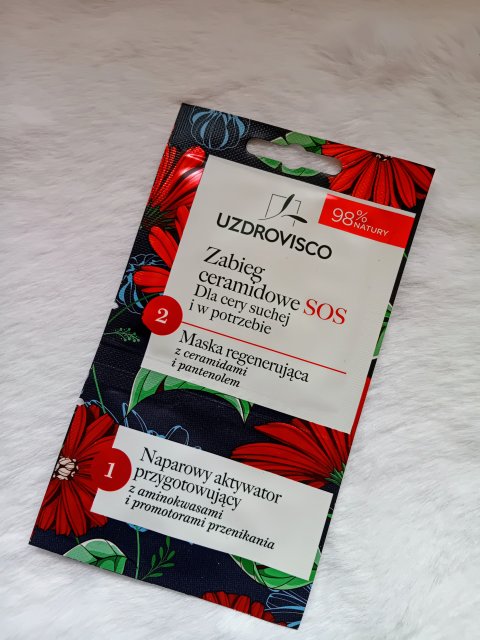 98% NATURY
UZDROVISCO
Zabieg
ceramidowe SOS
Dla cery suchej
i w potrzebie
2
Maska regenerująca
z ceramidami
i pantenolem
1
Naparowy aktywator
przygotowujący
z aminokwasami
i promotorami przenikania